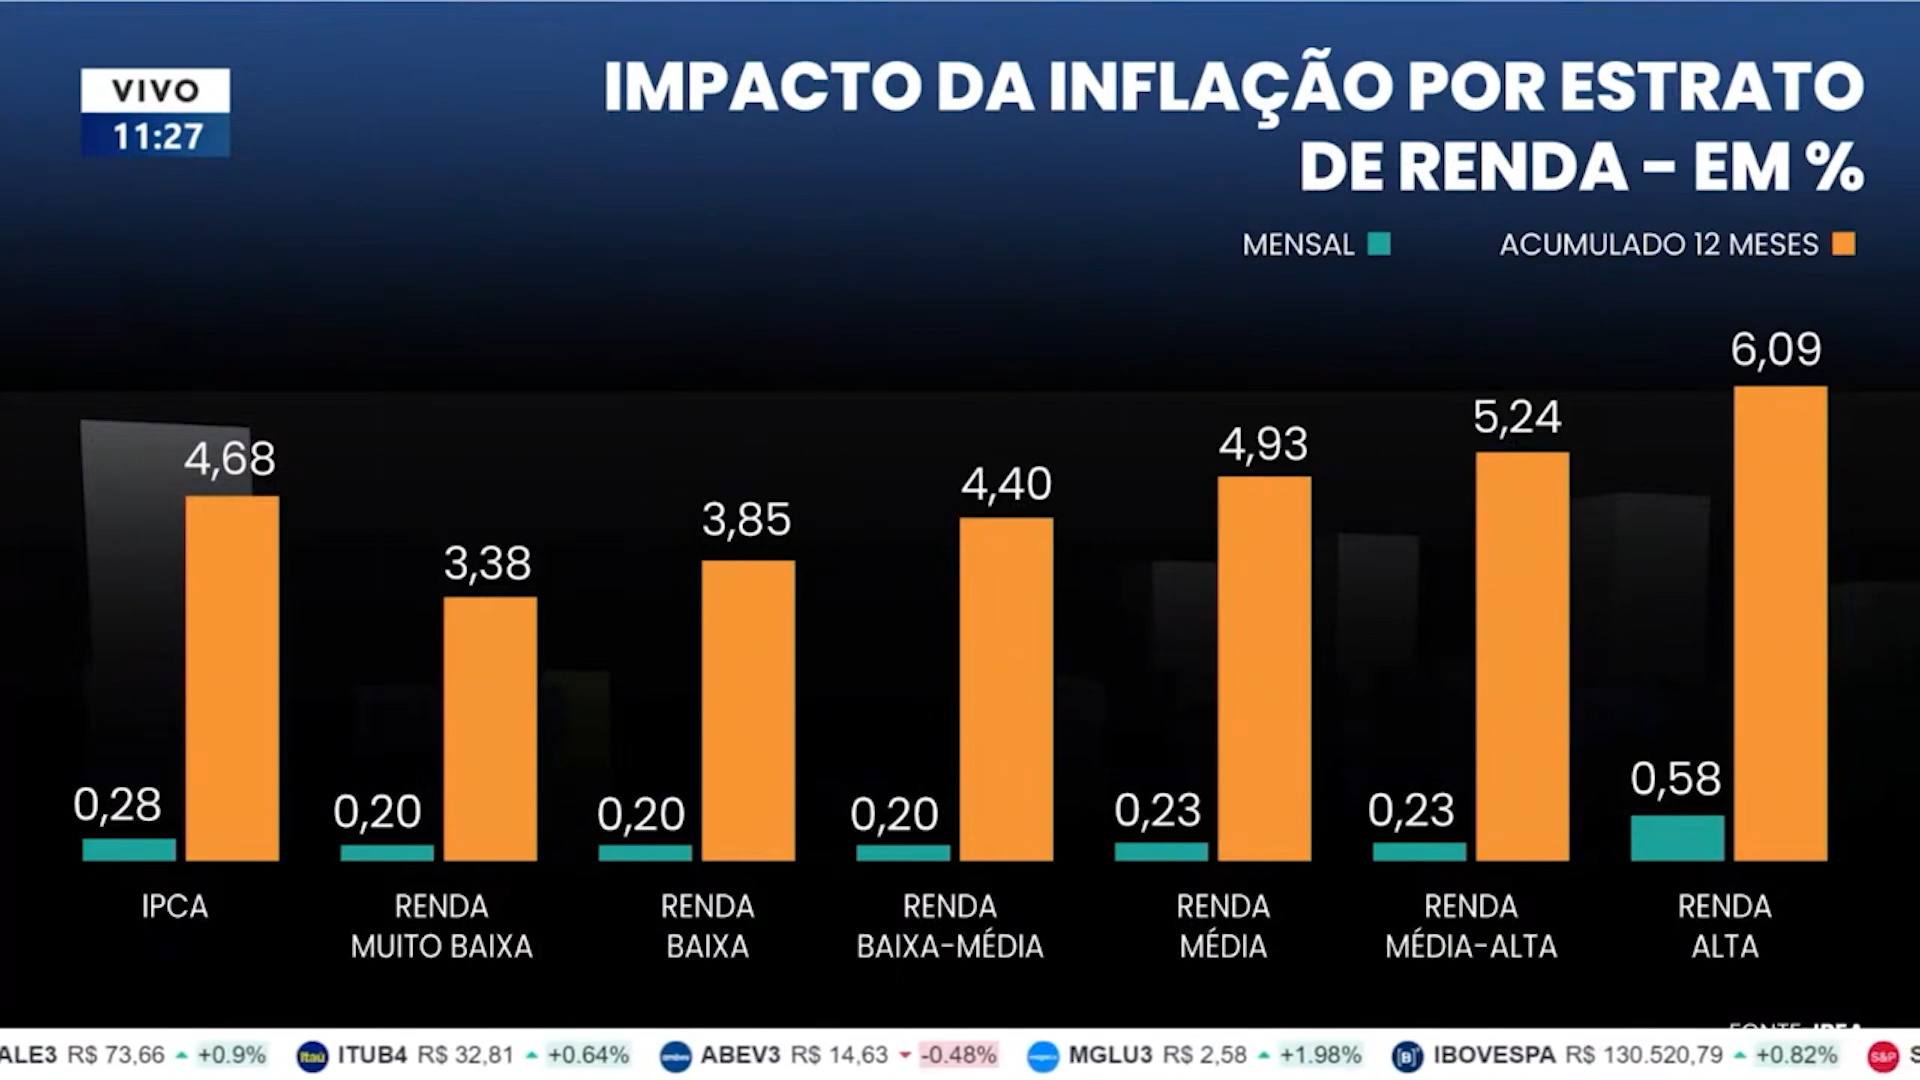 VIVO
11:27
IMPACTO DA INFLAÇÃO POR ESTRATO
DE RENDA – EM %
MENSAL
ACUMULADO 12 MESES
0,28
4,68
IPCA
0,20
3,38
RENDA
MUITO BAIXA
0,20
3,85
RENDA
BAIXA
0,20
4,40
RENDA
BAIXA-MÉDIA
0,23
4,93
RENDA
MÉDIA
0,23
5,24
RENDA
MÉDIA-ALTA
0,58
6,09
RENDA
ALTA
FONTE: IPEA
ALE3 R$ 73,66 +0.9% Itaú ITUB4 R$ 32,81 +0.64% ABEV3 R$ 14,63 -0.48% MGLU3 R$ 2,58 +1.98% [B] IBOVESPA R$ 130.520,79 +0.82% S&P S